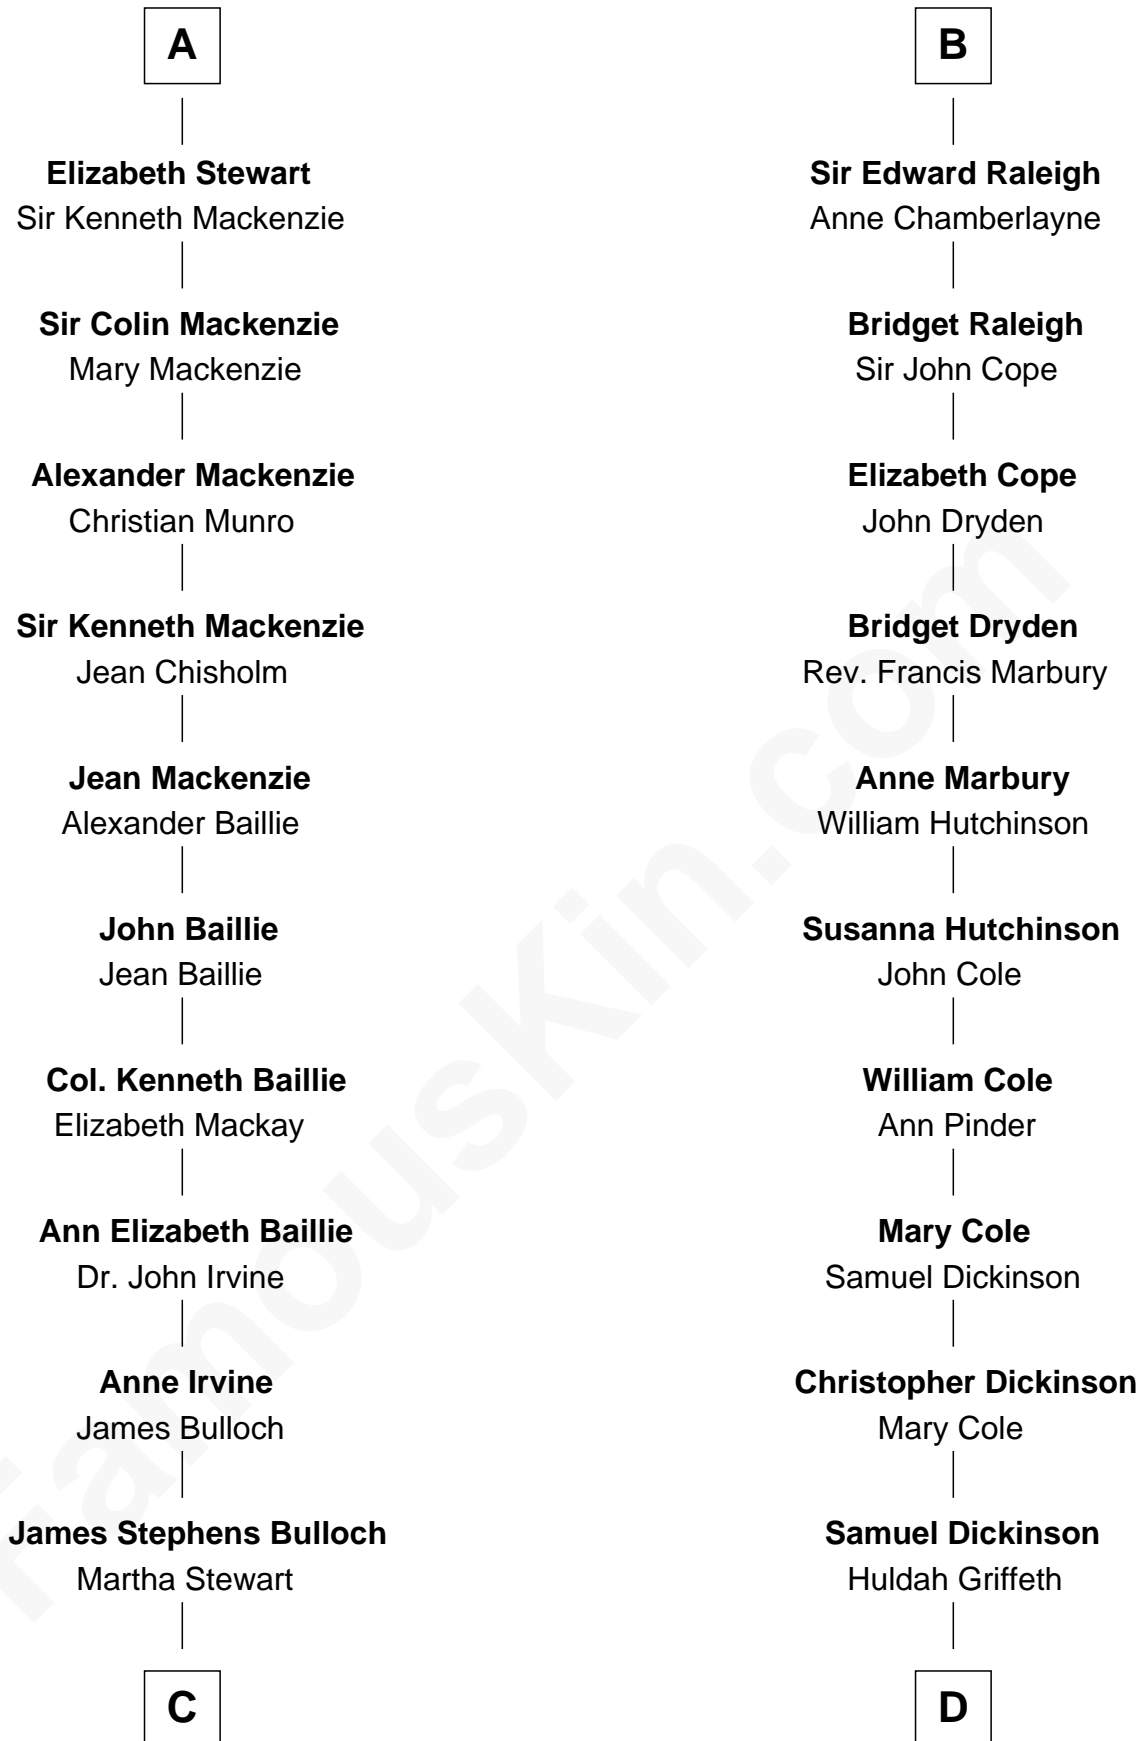 A
Elizabeth Stewart
Sir Kenneth Mackenzie
Sir Colin Mackenzie
Mary Mackenzie
Alexander Mackenzie
Christian Munro
Sir Kenneth Mackenzie
Jean Chisholm
Jean Mackenzie
Alexander Baillie
John Baillie
Jean Baillie
Col. Kenneth Baillie
Elizabeth Mackay
Ann Elizabeth Baillie
Dr. John Irvine
Anne Irvine
James Bulloch
James Stephens Bulloch
Martha Stewart
C
B
Sir Edward Raleigh
Anne Chamberlayne
Bridget Raleigh
Sir John Cope
Elizabeth Cope
John Dryden
Bridget Dryden
Rev. Francis Marbury
Anne Marbury
William Hutchinson
Susanna Hutchinson
John Cole
William Cole
Ann Pinder
Mary Cole
Samuel Dickinson
Christopher Dickinson
Mary Cole
Samuel Dickinson
Huldah Griffeth
D
FamousKin.com